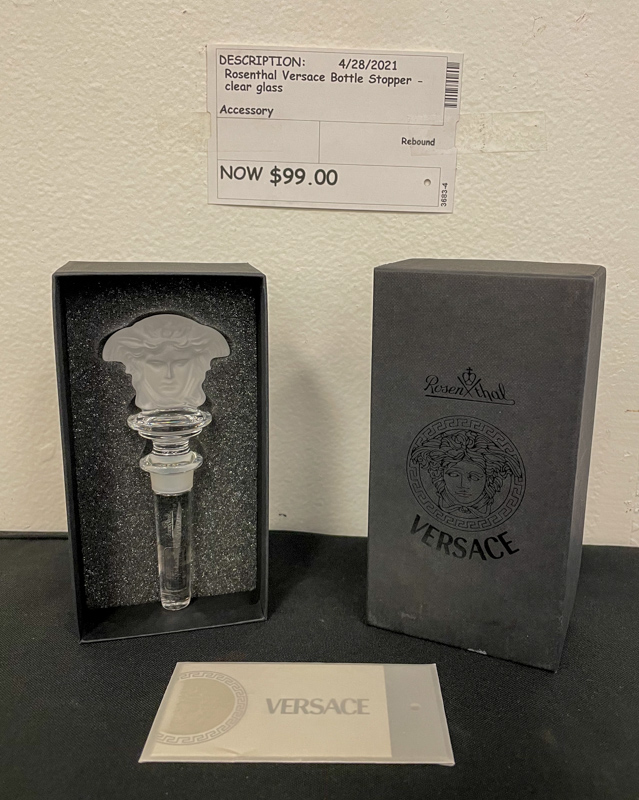 DESCRIPTION: 4/28/2021
Rosenthal Versace Bottle Stopper -
clear glass
Accessory
Rebound
NOW $99.00
3683-4
Rosenthal
VERSACE
VERSACE